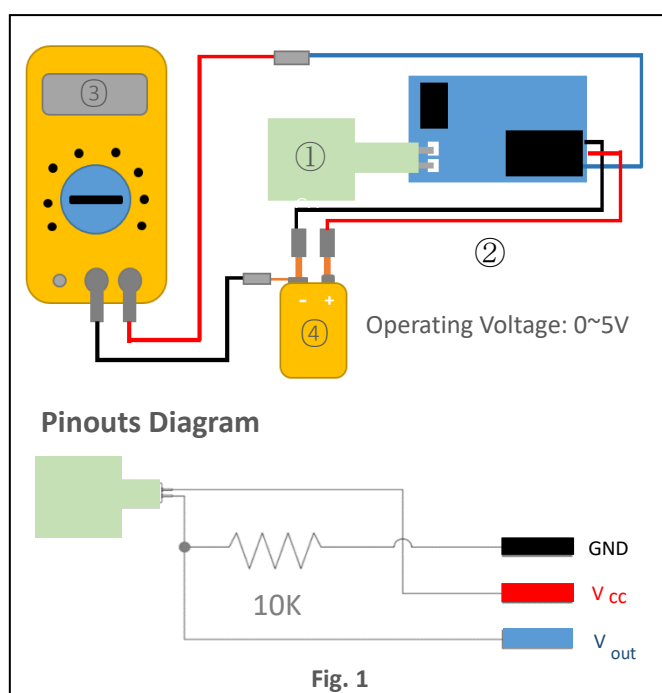 ③
①
②
- +
④
Operating Voltage: 0~5V
Pinouts Diagram
10K
GND
V cc
V out
Fig. 1